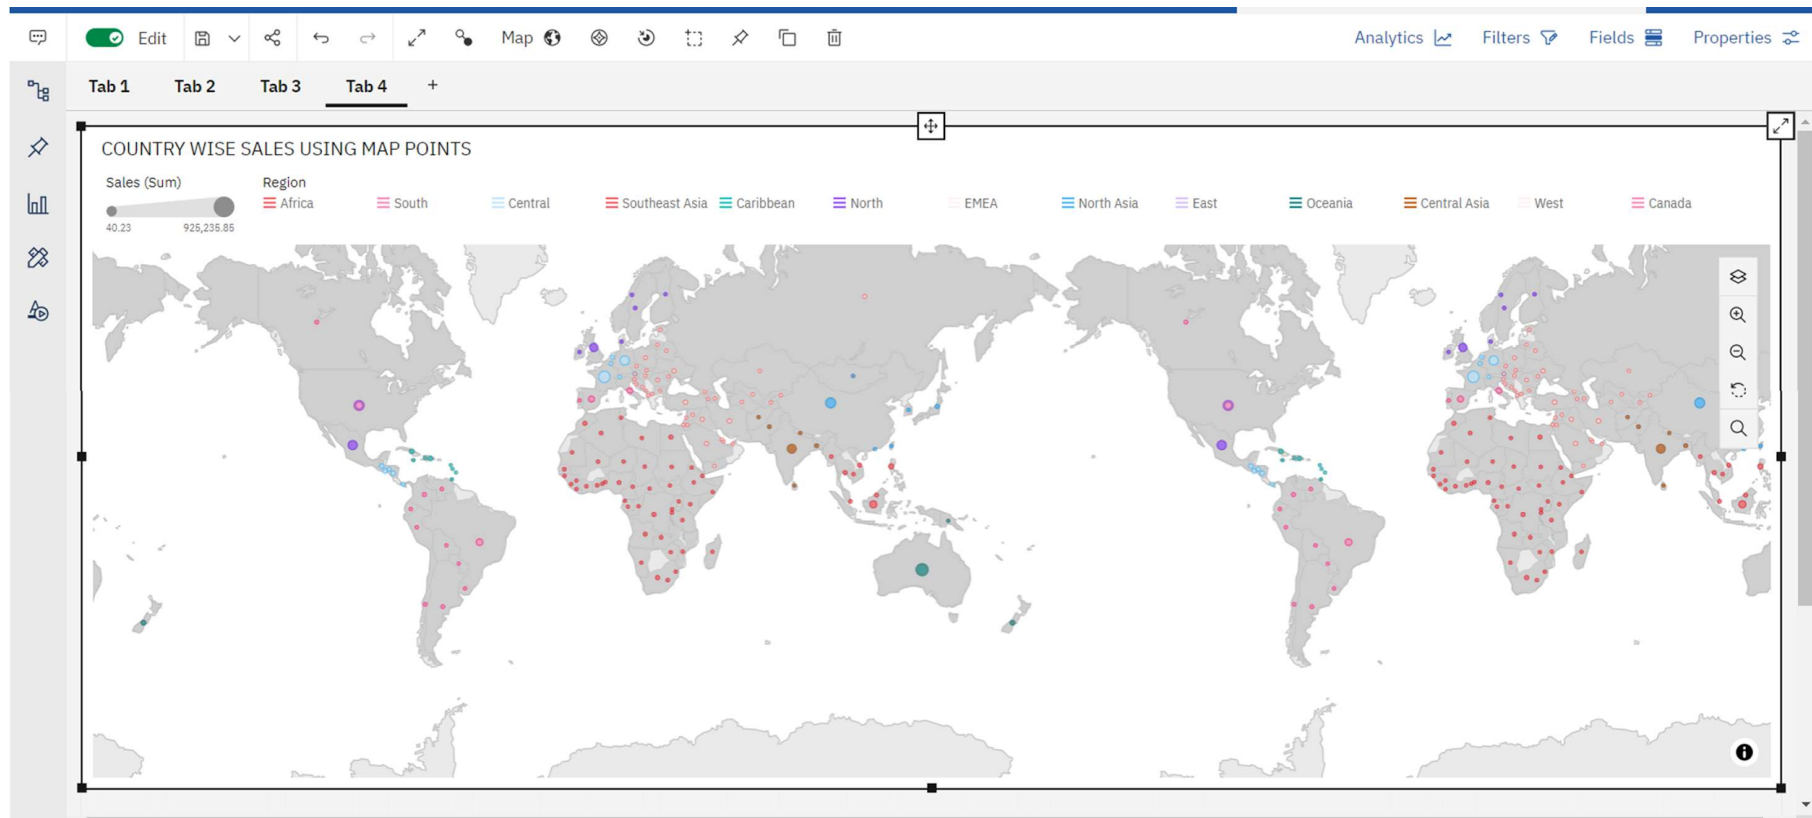 Edit Map Analytics Filters Fields Properties
Tab 1 Tab 2 Tab 3 Tab 4 +
COUNTRY WISE SALES USING MAP POINTS
Sales (Sum) Region
Africa South Central Southeast Asia Caribbean North EMEA North Asia East Oceania Central Asia West Canada
40.23 925,235.85